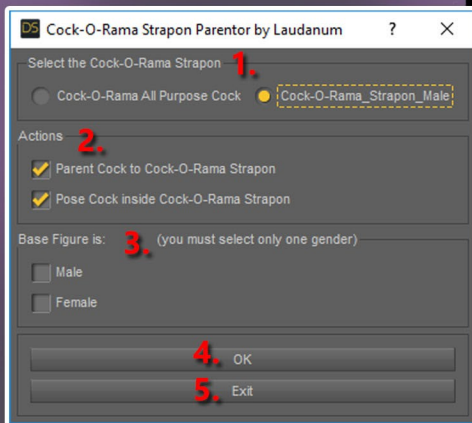 DS Cock-O-Rama Strapon Parentor by Laudanum ? ×
Select the Cock-O-Rama Strapon 1.
Cock-O-Rama All Purpose Cock Cock-O-Rama_Strapon_Male
Actions 2.
Parent Cock to Cock-O-Rama Strapon
Pose Cock inside Cock-O-Rama Strapon
Base Figure is: 3. (you must select only one gender)
Male
Female
4. OK
5. Exit